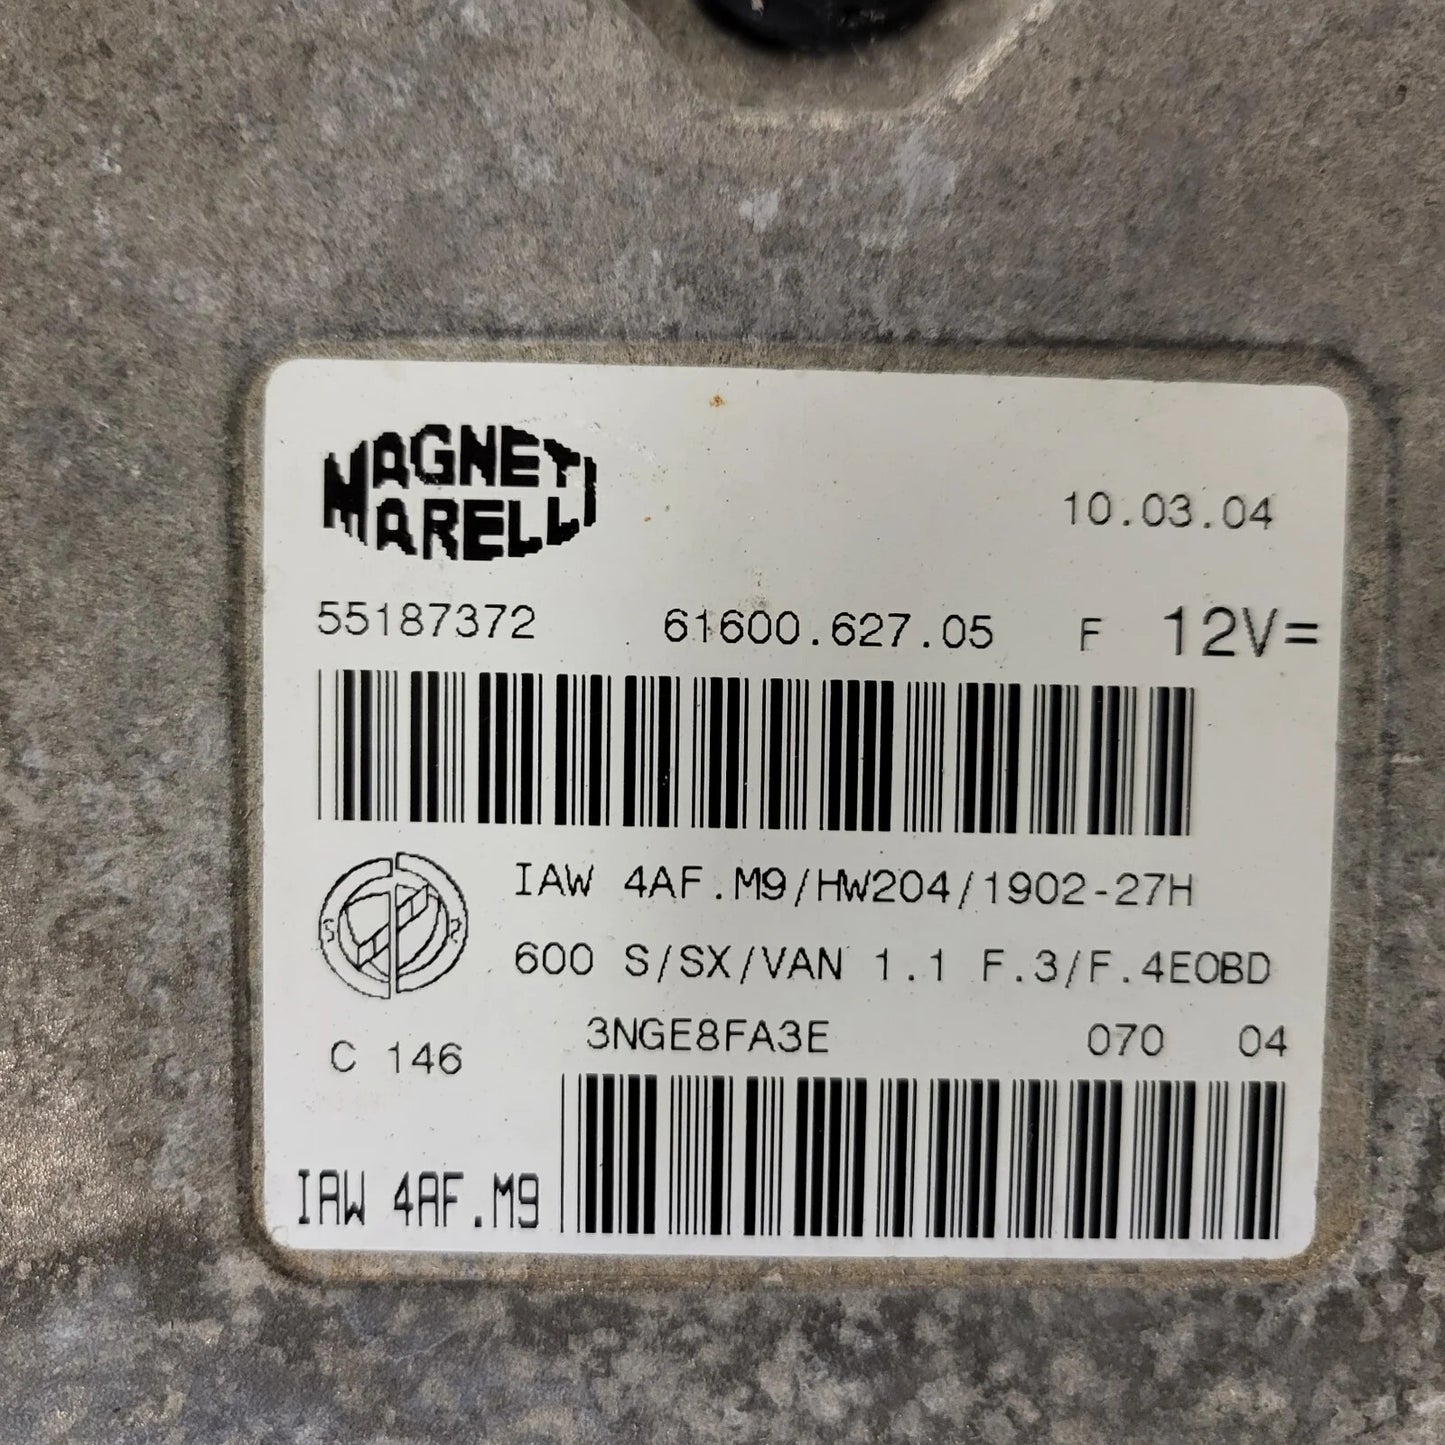 MAGNETI
MARELLI
10.03.04
55187372 61600.627.05 F 12V=
IAW 4AF.M9/HW204/1902-27H
S R
600 S/SX/VAN 1.1 F.3/F.4EOBD
C 146 3NGE8FA3E 070 04
IAW 4AF.M9